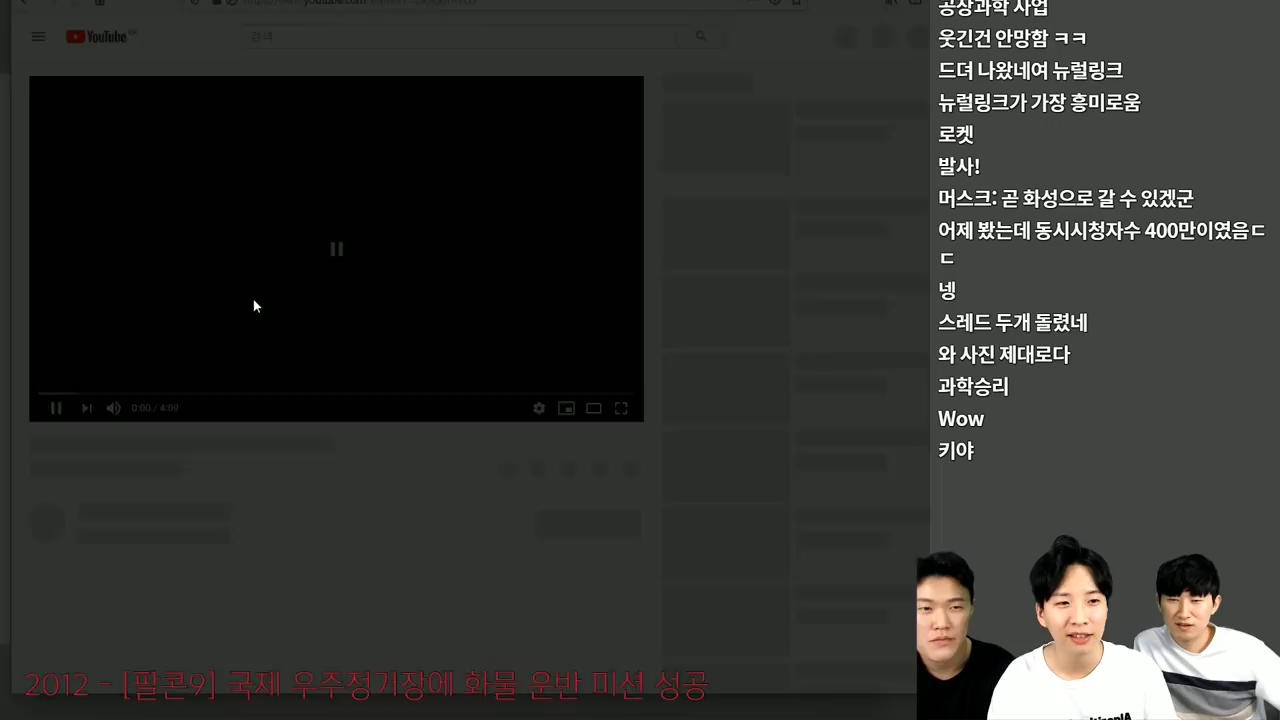 YouTube
검색
0:00 / 4:09
2012 - [팔콘9] 국제 우주정기장에 화물 운반 미션 성공
공상과학 사업
웃긴건 안망함 ㅋㅋ
드뎌 나왔네여 뉴럴링크
뉴럴링크가 가장 흥미로움
로켓
발사!
머스크: 곧 화성으로 갈 수 있겠군
어제 봤는데 동시시청자수 400만이였음ㄷ
ㄷ
넹
스레드 두개 돌렸네
와 사진 제대로다
과학승리
Wow
키야